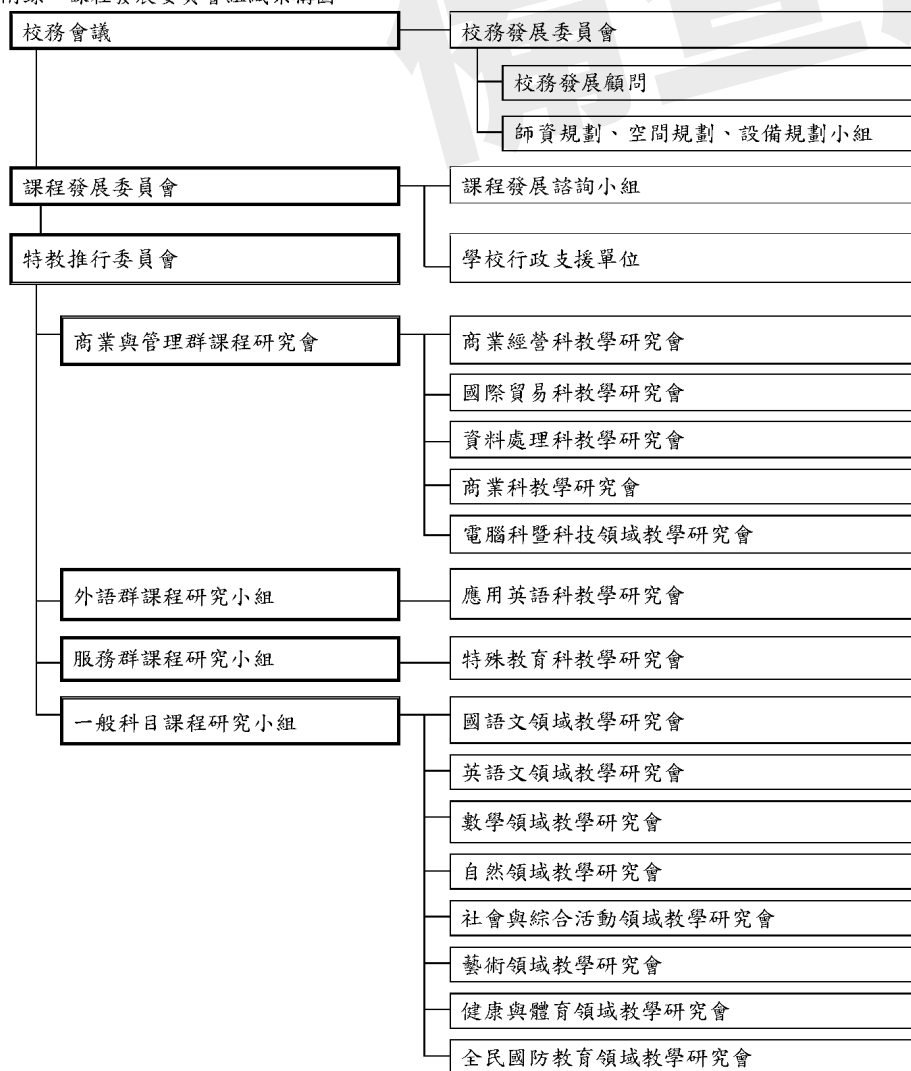 校務會議
校務發展委員會
校務發展顧問
師資規劃、空間規劃、設備規劃小組
課程發展委員會
課程發展諮詢小組
特教推行委員會
學校行政支援單位
商業與管理群課程研究會
商業經營科教學研究會
國際貿易科教學研究會
資料處理科教學研究會
商業科教學研究會
電腦科暨科技領域教學研究會
外語群課程研究小組
應用英語科教學研究會
服務群課程研究小組
特殊教育科教學研究會
一般科目課程研究小組
國語文領域教學研究會
英語文領域教學研究會
數學領域教學研究會
自然領域教學研究會
社會與綜合活動領域教學研究會
藝術領域教學研究會
健康與體育領域教學研究會
全民國防教育領域教學研究會